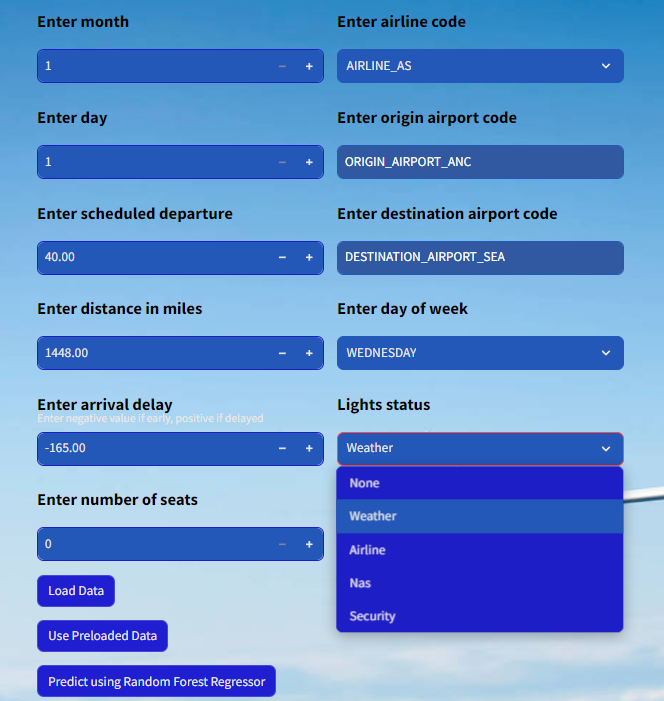 Enter month
1
Enter airline code
AIRLINE_AS
Enter day
1
Enter origin airport code
ORIGIN_AIRPORT_ANC
Enter scheduled departure
40.00
Enter destination airport code
DESTINATION_AIRPORT_SEA
Enter distance in miles
1448.00
Enter day of week
WEDNESDAY
Enter arrival delay
Enter negative value if early, positive if delayed
-165.00
Lights status
Weather
None
Weather
Airline
Nas
Security
Enter number of seats
0
Load Data
Use Preloaded Data
Predict using Random Forest Regressor